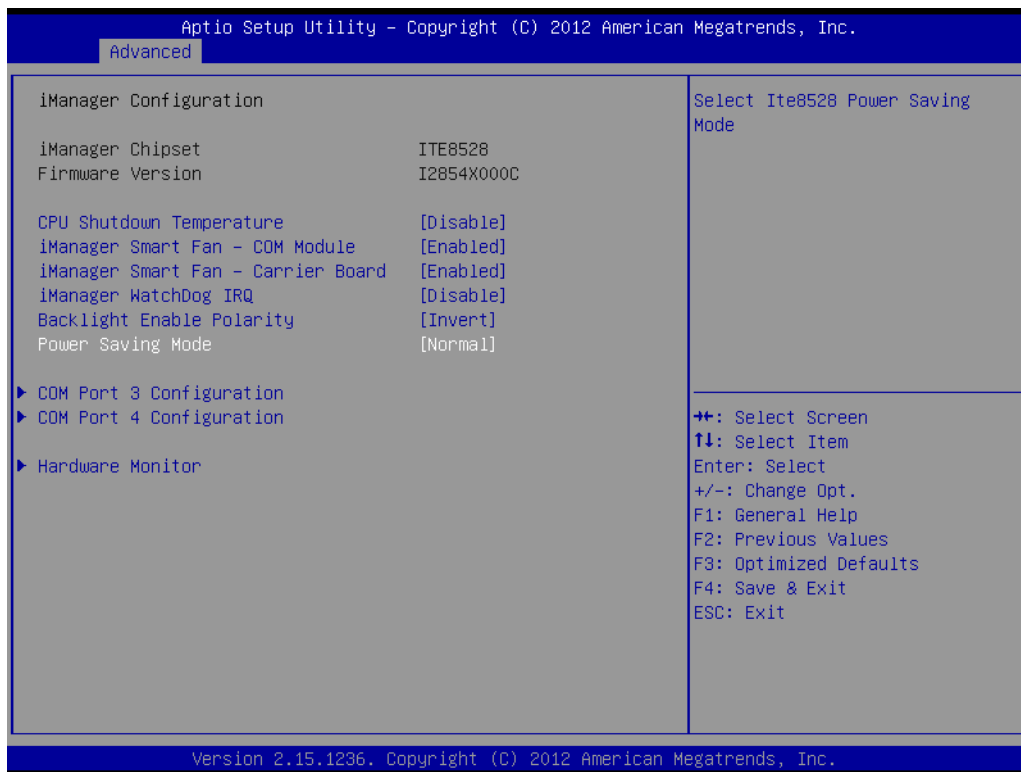 Aptio Setup Utility – Copyright (C) 2012 American Megatrends, Inc.
Advanced
iManager Configuration
iManager Chipset ITE8528
Firmware Version I2854X000C
CPU Shutdown Temperature [Disable]
iManager Smart Fan – COM Module [Enabled]
iManager Smart Fan – Carrier Board [Enabled]
iManager WatchDog IRQ [Disable]
Backlight Enable Polarity [Invert]
Power Saving Mode [Normal]
COM Port 3 Configuration
COM Port 4 Configuration
Hardware Monitor
Select Ite8528 Power Saving
Mode
→←: Select Screen
↑↓: Select Item
Enter: Select
+/-: Change Opt.
F1: General Help
F2: Previous Values
F3: Optimized Defaults
F4: Save & Exit
ESC: Exit
Version 2.15.1236. Copyright (C) 2012 American Megatrends, Inc.